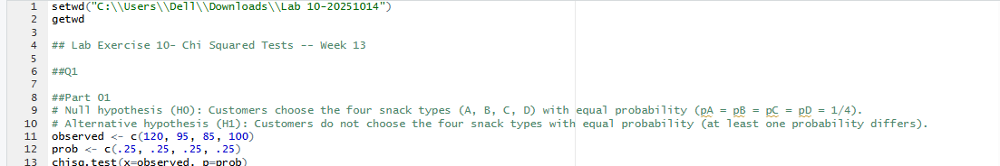 1 setwd("C:\\Users\\Dell\\Downloads\\Lab 10-20251014")
2 getwd
3
4 ## Lab Exercise 10- Chi Squared Tests -- Week 13
5
6 ##Q1
7
8 ##Part 01
9 # Null hypothesis (H0): Customers choose the four snack types (A, B, C, D) with equal probability (pA = pB = pC = pD = 1/4).
10 # Alternative hypothesis (H1): Customers do not choose the four snack types with equal probability (at least one probability differs).
11 observed <- c(120, 95, 85, 100)
12 prob <- c(.25, .25, .25, .25)
13 chisq.test(x=observed, p=prob)